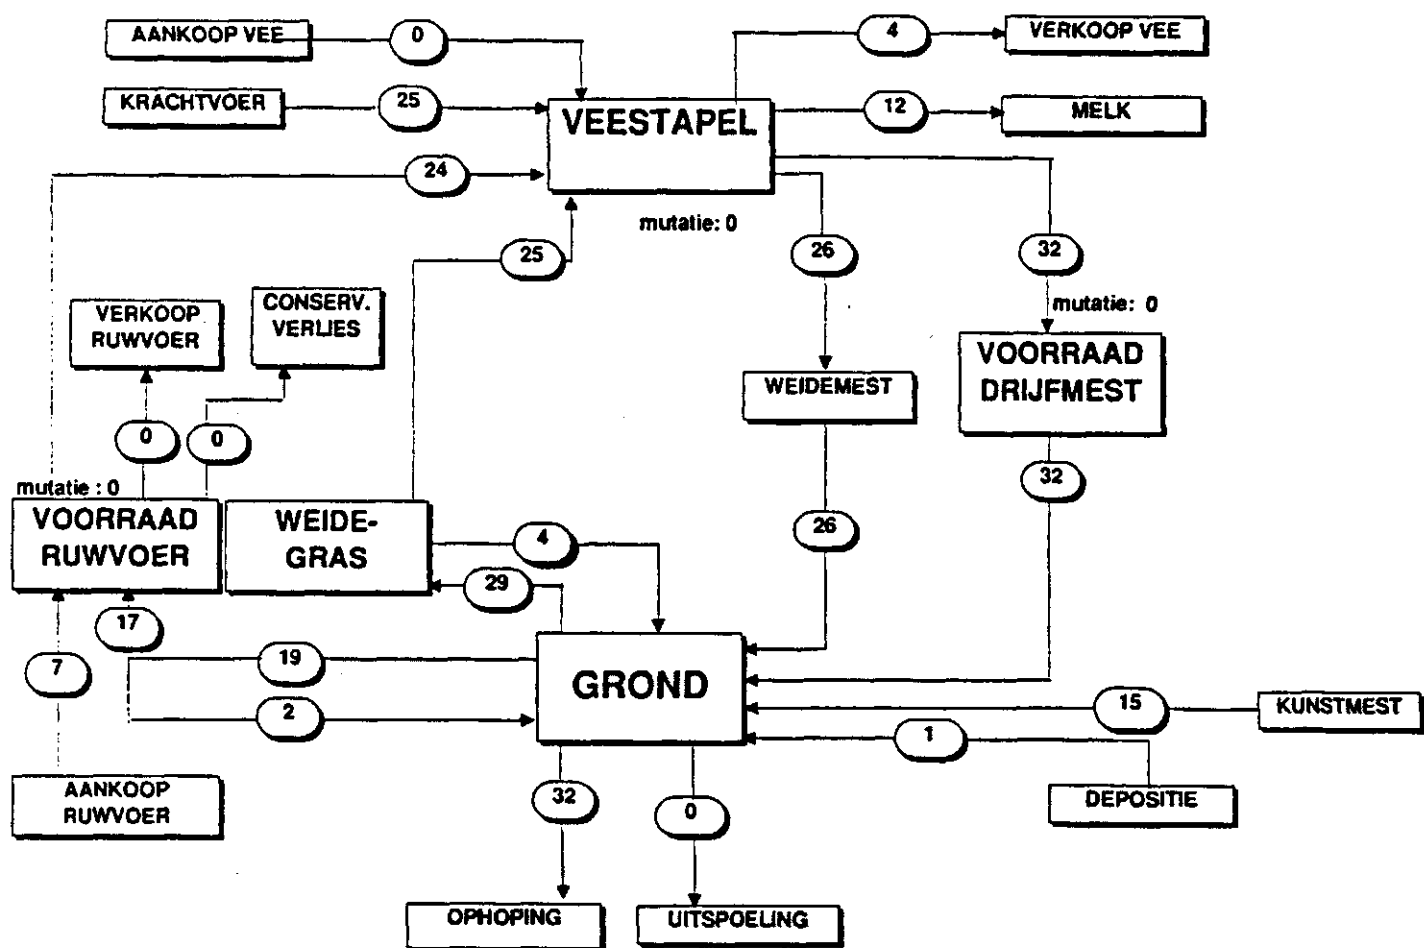 AANKOOP VEE
0
4
VERKOOP VEE
KRACHTVOER
25
VEESTAPEL
12
MELK
24
mutatie: 0
25
26
32
mutatie: 0
VERKOOP
RUWVOER
CONSERV.
VERLIES
VOORRAAD
DRIJFMEST
WEIDEMEST
0
0
32
mutatie : 0
VOORRAAD
RUWVOER
WEIDE-
GRAS
4
26
29
17
7
19
GROND
2
15
KUNSTMEST
1
AANKOOP
RUWVOER
32
0
DEPOSITIE
OPHOPING
UITSPOELING